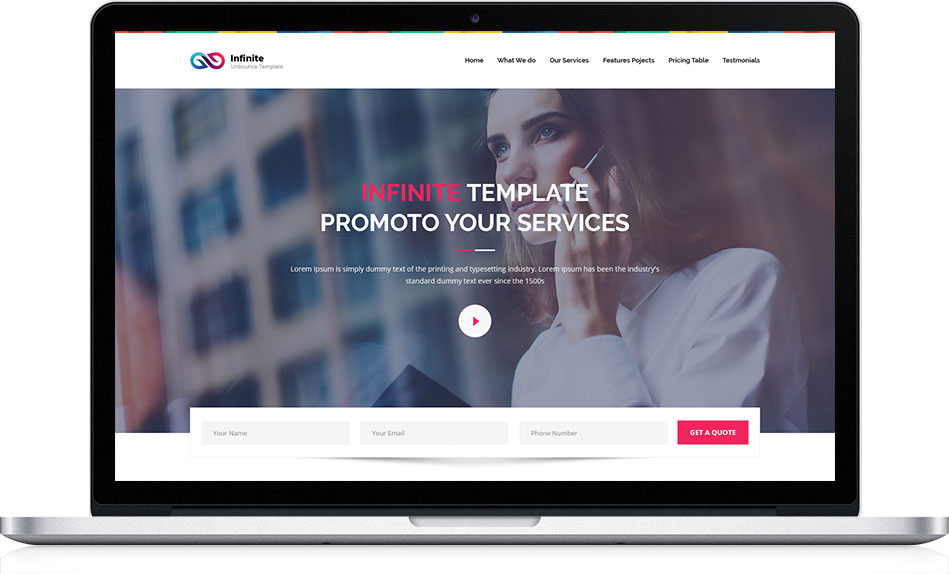 Infinite
Unbounce Template
Home What We do Our Services Features Pojects Pricing Table Testmonials
INFINITE TEMPLATE
PROMOTO YOUR SERVICES
Lorem Ipsum is simply dummy text of the printing and typesetting industry. Lorem Ipsum has been the industry's
standard dummy text ever since the 1500s
Your Name Your Email Phone Number GET A QUOTE